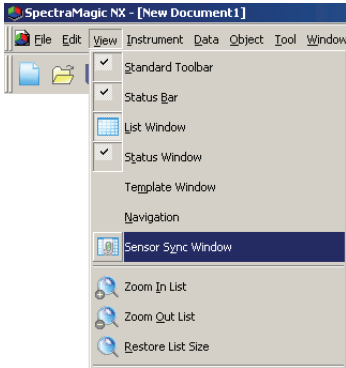 SpectraMagic NX - [New Document1]
File Edit View Instrument Data Object Tool Window
Standard Toolbar
Status Bar
List Window
Status Window
Template Window
Navigation
Sensor Sync Window
Zoom In List
Zoom Out List
Restore List Size